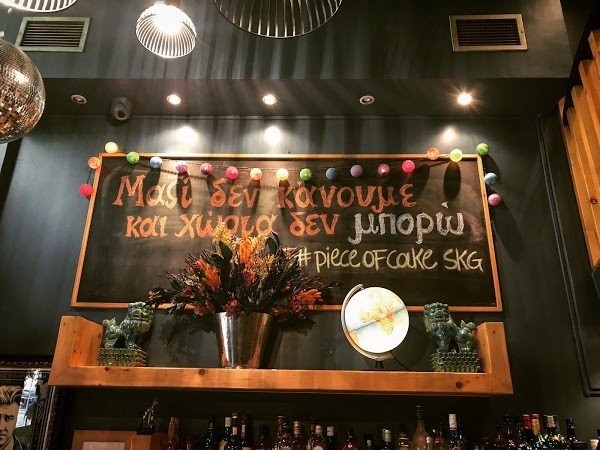 Μαζί δεν κάνουμε
και χώρια δεν μπορώ
#pieceofcake SKG